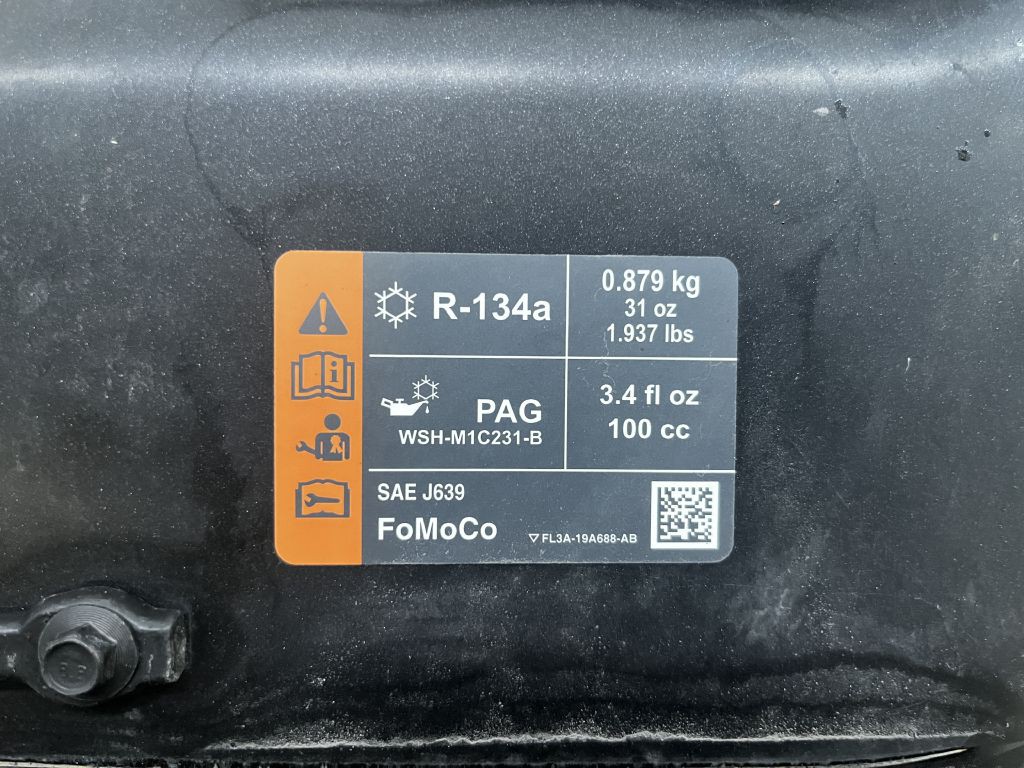 R-134a
0.879 kg
31 oz
1.937 lbs
PAG
WSH-M1C231-B
3.4 fl oz
100 cc
SAE J639
FoMoCo
▽ FL3A-19A688-AB